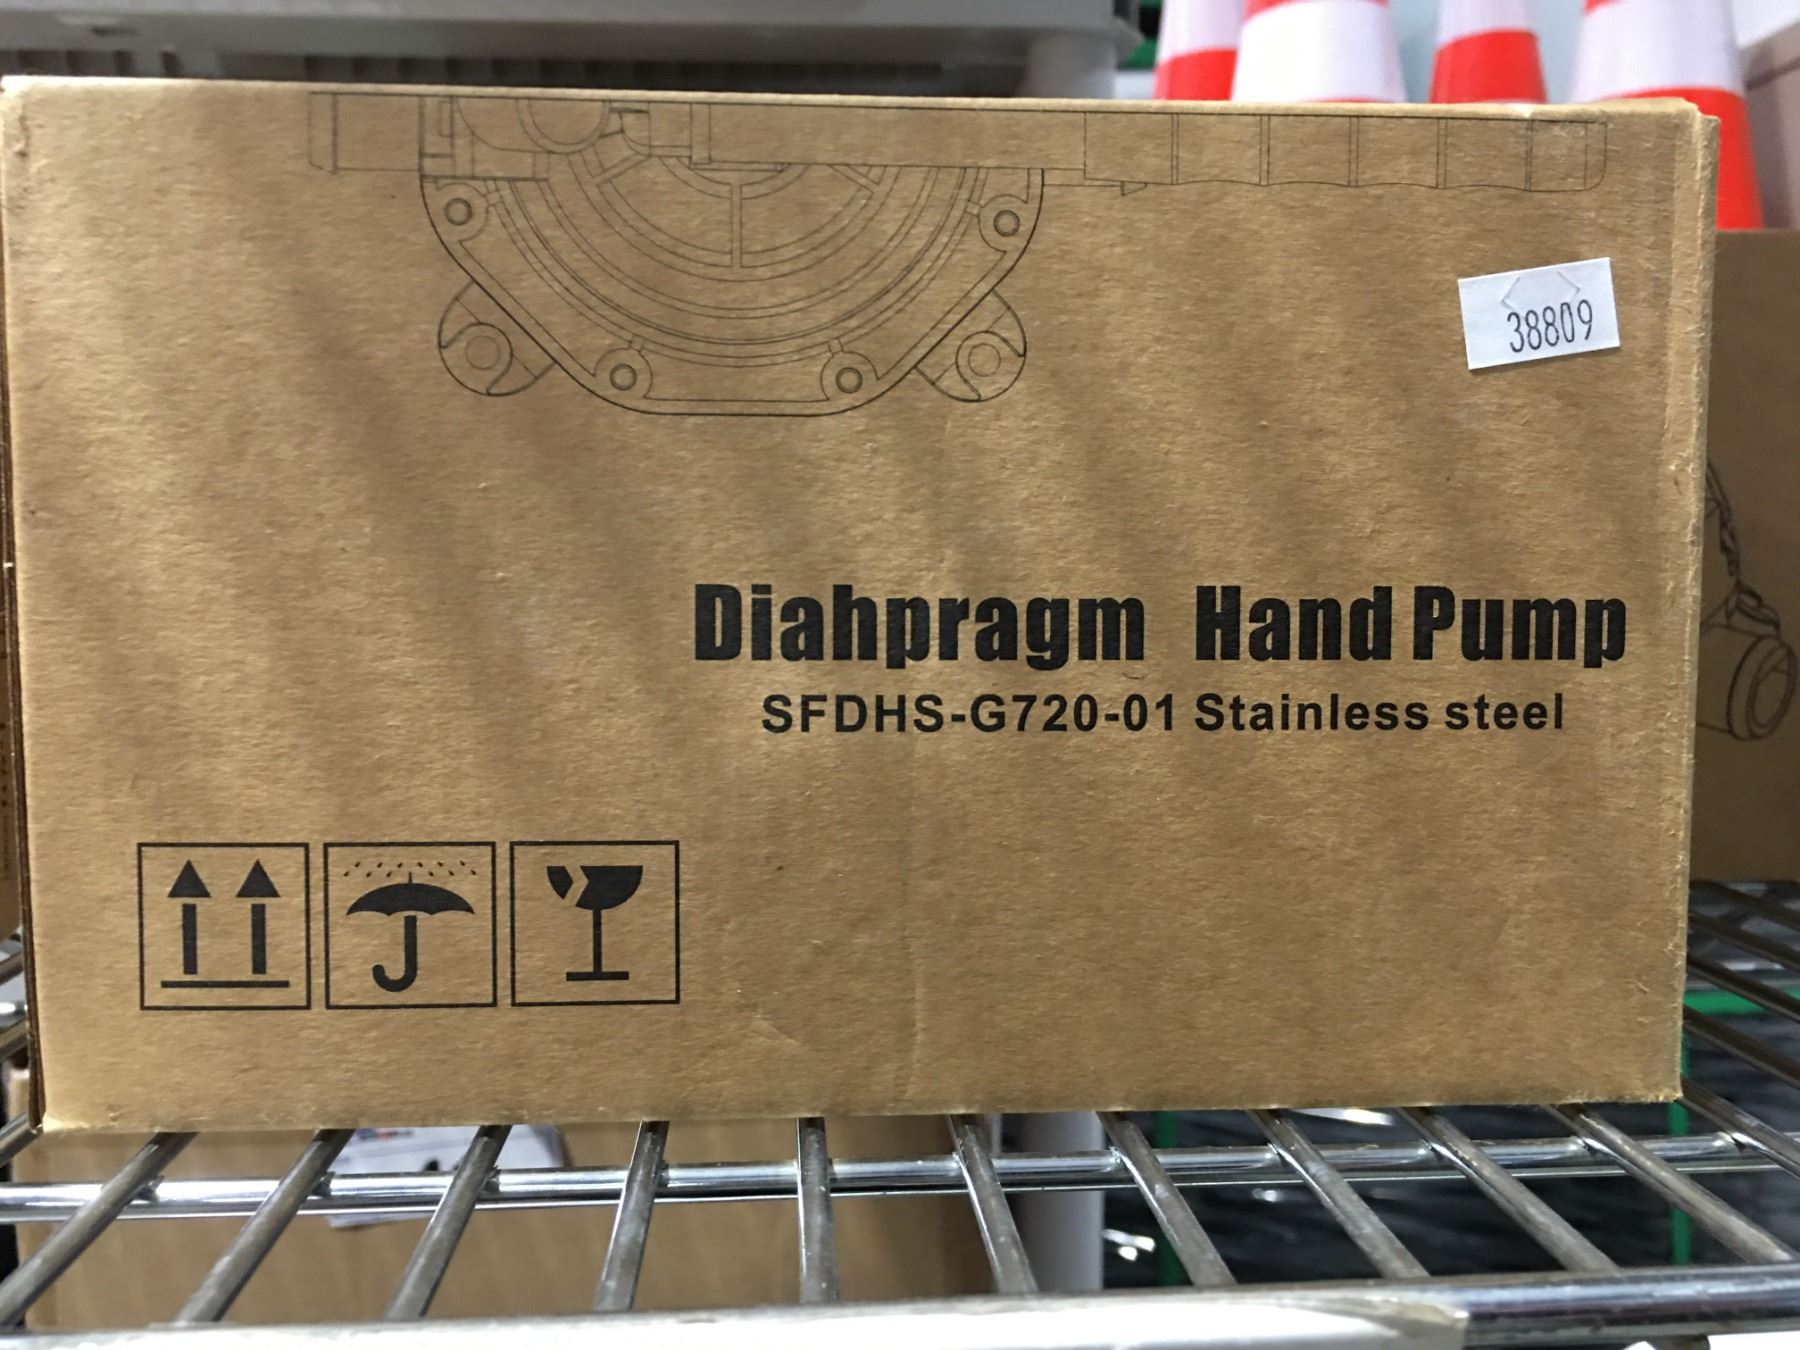 38809
Diahpragm Hand Pump
SFDHS-G720-01 Stainless steel